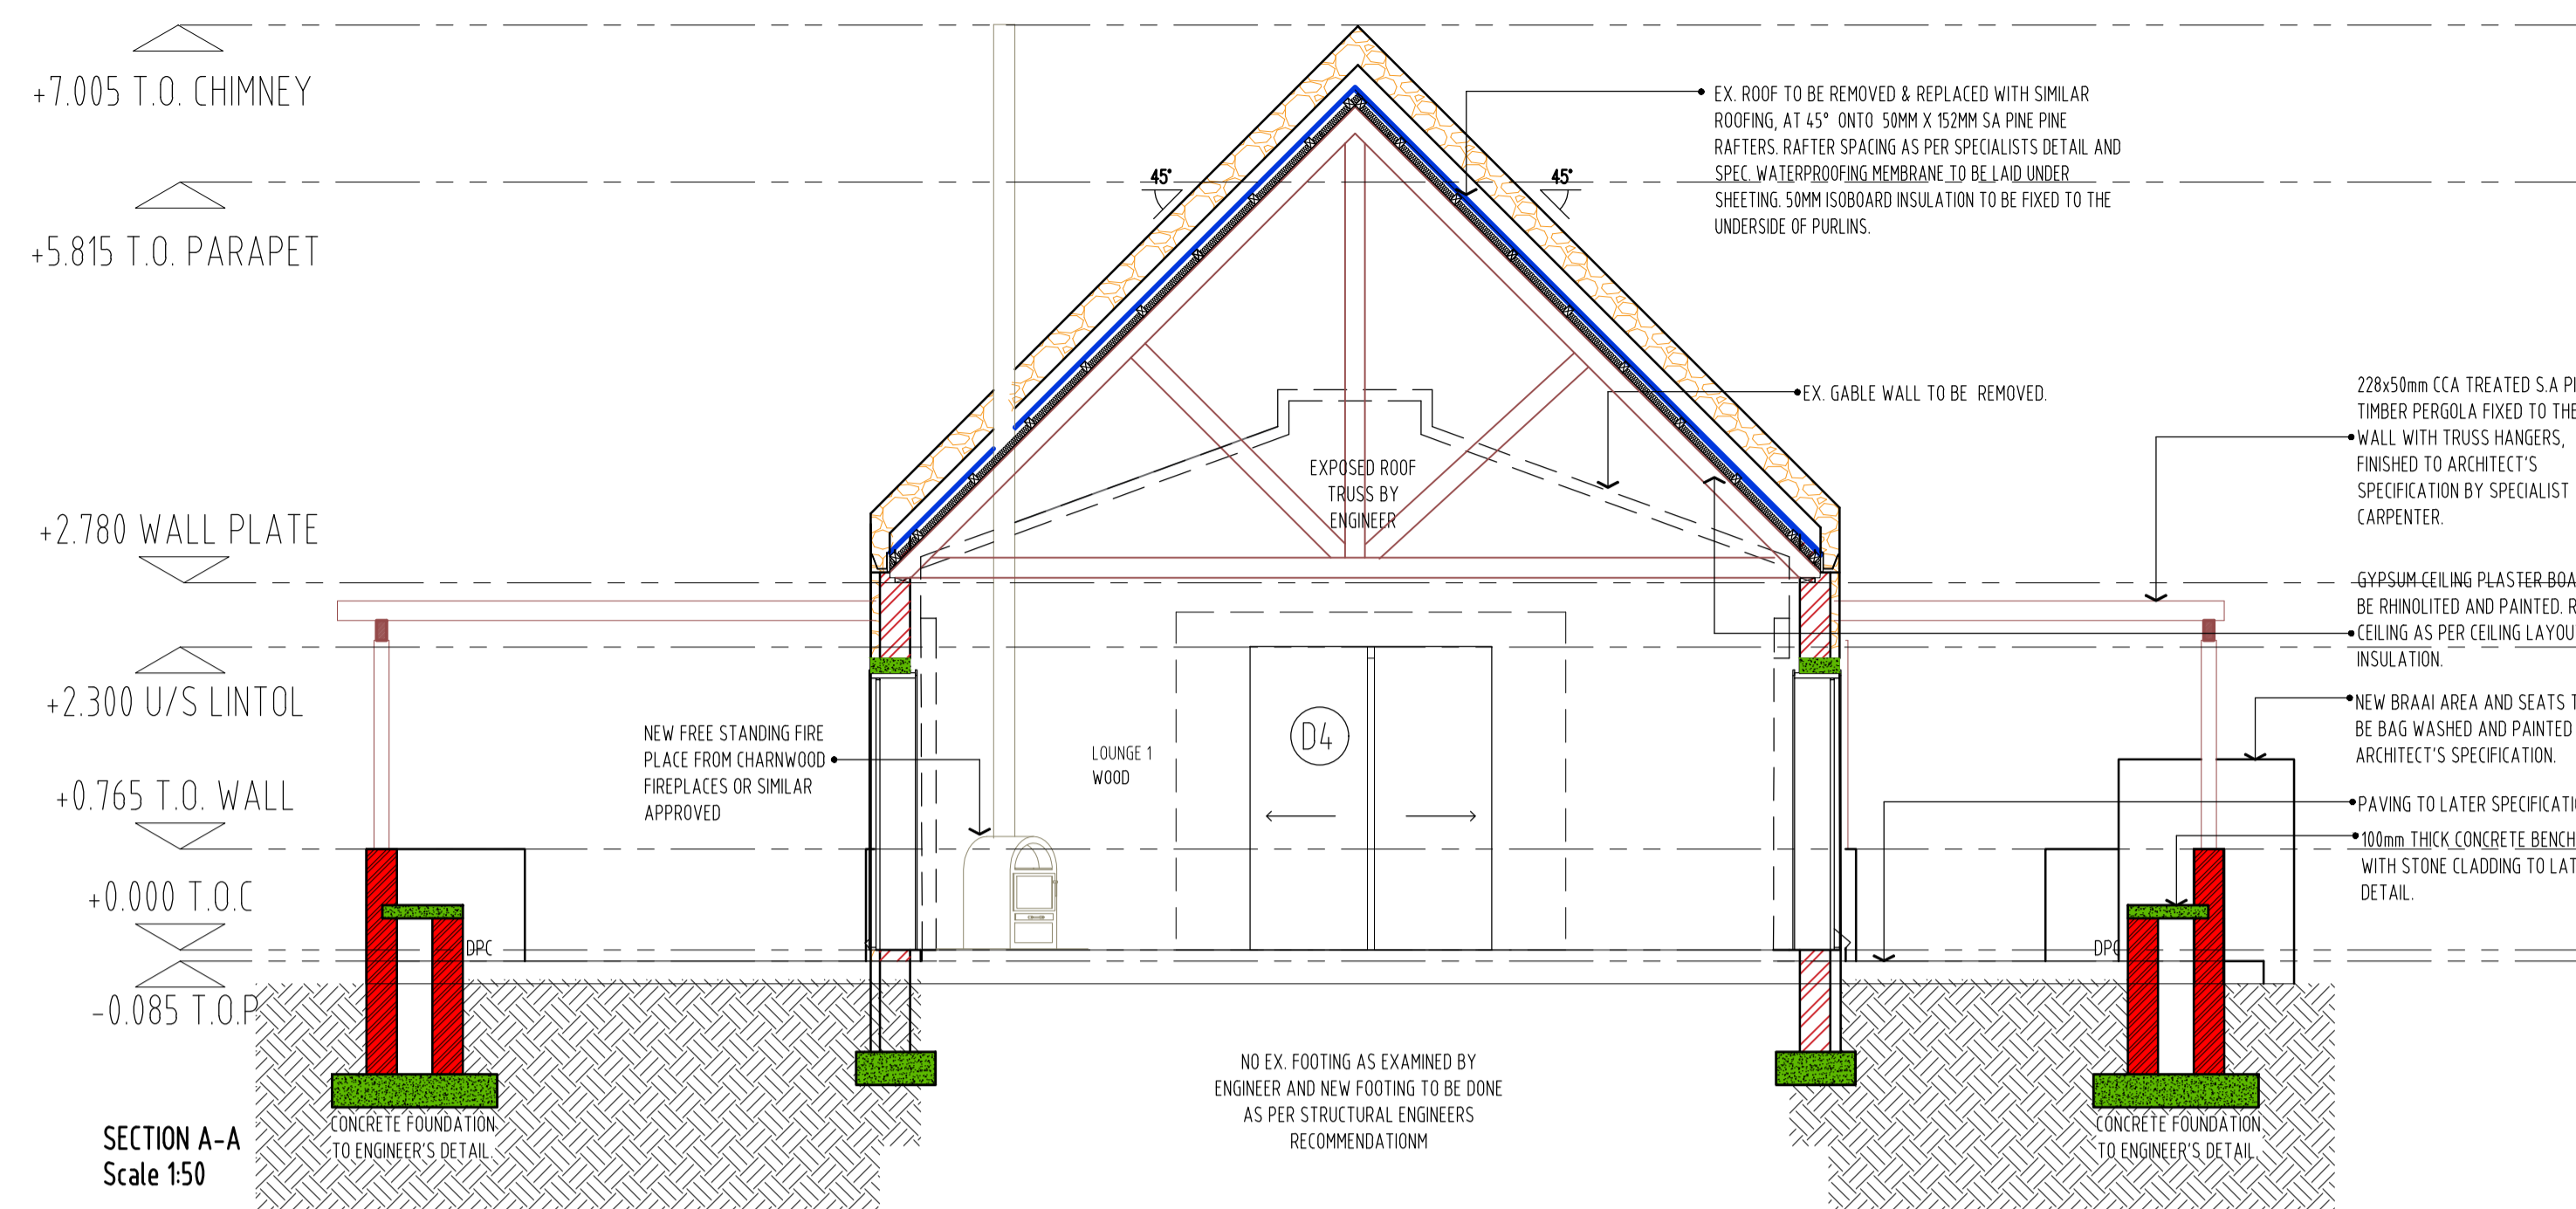 +7.005 T.O. CHIMNEY
+5.815 T.O. PARAPET
+2.780 WALL PLATE
+2.300 U/S LINTOL
+0.765 T.O. WALL
+0.000 T.O.C
-0.085 T.O.P
SECTION A-A
Scale 1:50
45°
45°
EX. ROOF TO BE REMOVED & REPLACED WITH SIMILAR
ROOFING, AT 45° ONTO 50MM X 152MM SA PINE PINE
RAFTERS. RAFTER SPACING AS PER SPECIALISTS DETAIL AND
SPEC. WATERPROOFING MEMBRANE TO BE LAID UNDER
SHEETING. 50MM ISOBOARD INSULATION TO BE FIXED TO THE
UNDERSIDE OF PURLINS.
EX. GABLE WALL TO BE REMOVED.
EXPOSED ROOF
TRUSS BY
ENGINEER
NEW FREE STANDING FIRE
PLACE FROM CHARNWOOD
FIREPLACES OR SIMILAR
APPROVED
LOUNGE 1
WOOD
D4
DPC
DPC
CONCRETE FOUNDATION
TO ENGINEER'S DETAIL.
NO EX. FOOTING AS EXAMINED BY
ENGINEER AND NEW FOOTING TO BE DONE
AS PER STRUCTURAL ENGINEERS
RECOMMENDATIONM
CONCRETE FOUNDATION
TO ENGINEER'S DETAIL.
228x50mm CCA TREATED S.A
TIMBER PERGOLA FIXED TO THE
WALL WITH TRUSS HANGERS,
FINISHED TO ARCHITECT'S
SPECIFICATION BY SPECIALIST
CARPENTER.
GYPSUM CEILING PLASTER
BE RHINOLITED AND PAINTED.
CEILING AS PER CEILING
INSULATION.
NEW BRAAI AREA AND SEATS
BE BAG WASHED AND PAINTED
ARCHITECT'S SPECIFICATION.
PAVING TO LATER
100mm THICK CONCRETE BENCH
WITH STONE CLADDING TO
DETAIL.